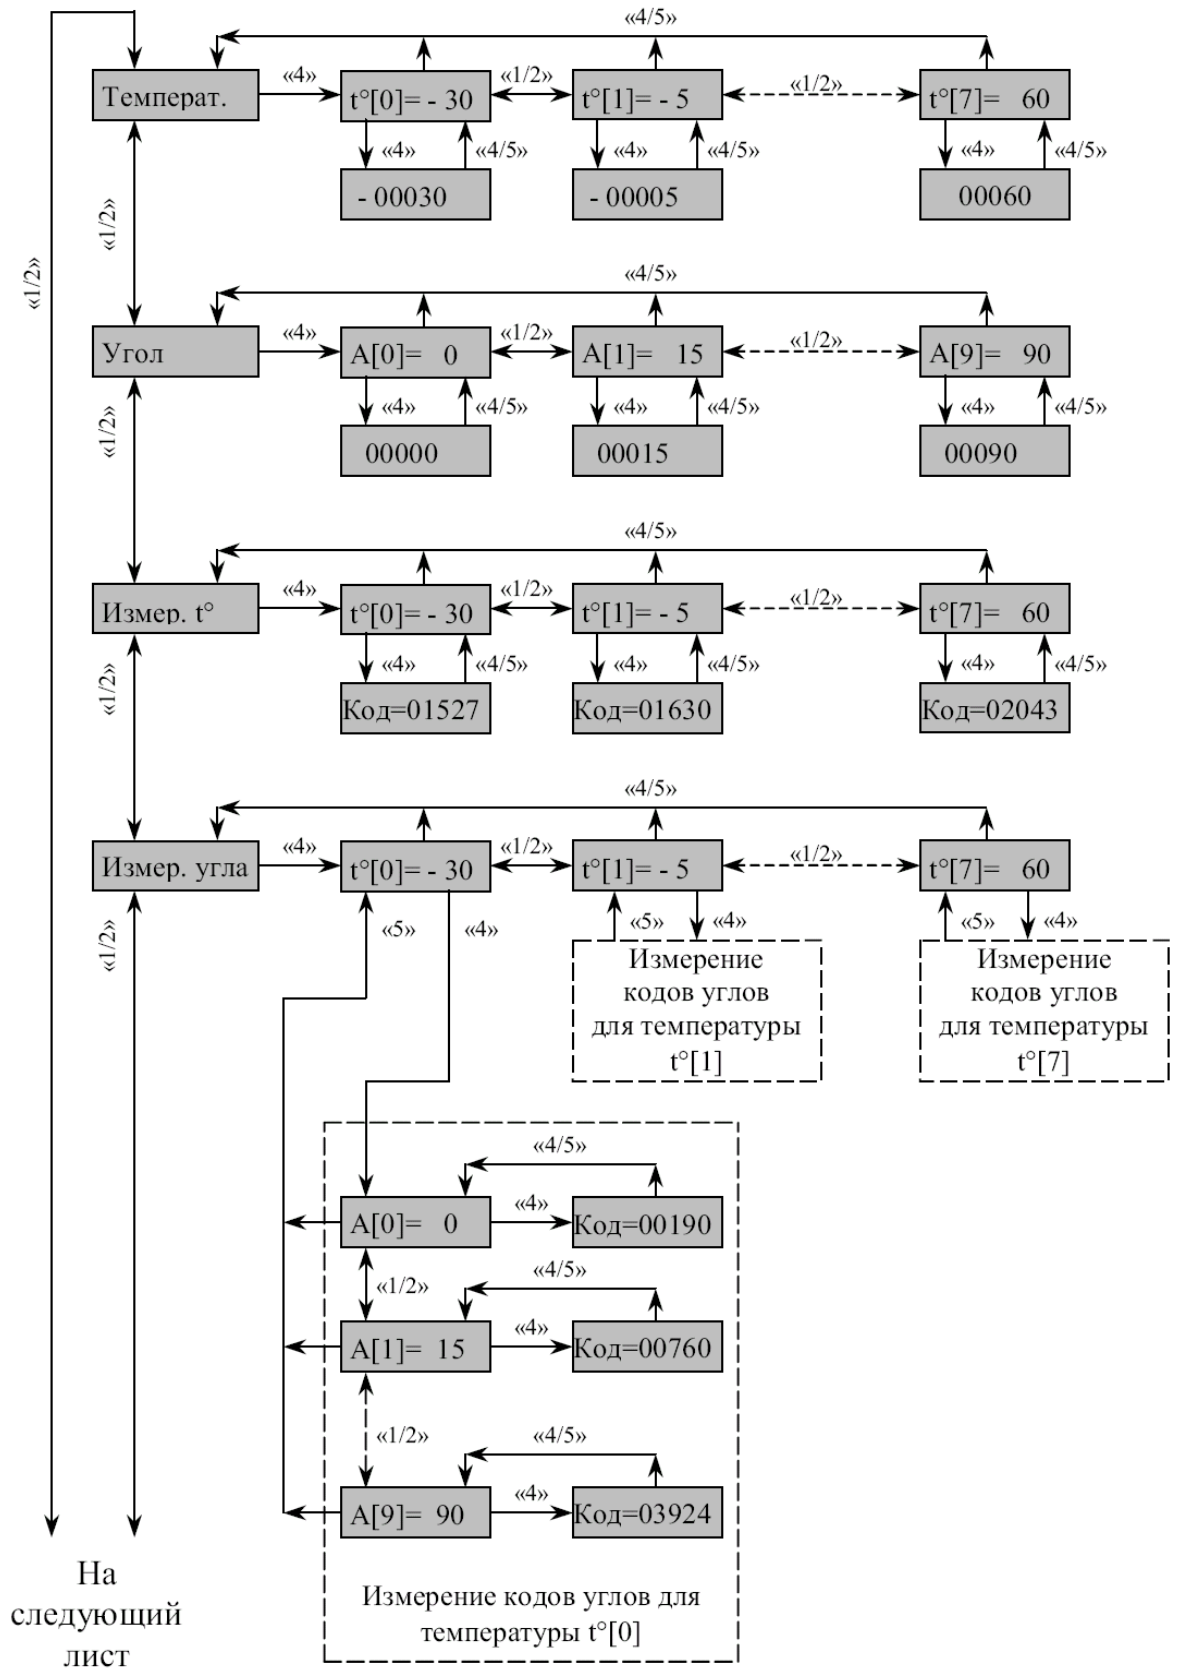 «4/5»
Температ.
«4»
t°[0]= - 30
«1/2»
t°[1]= - 5
«1/2»
t°[7]= 60
«4»
«4/5»
«4»
«4/5»
«4»
«4/5»
- 00030
- 00005
00060
«1/2»
«1/2»
«4/5»
Угол
«4»
A[0]= 0
«1/2»
A[1]= 15
«1/2»
A[9]= 90
«4»
«4/5»
«4»
«4/5»
«4»
«4/5»
00000
00015
00090
«1/2»
«4/5»
Измер. t°
«4»
t°[0]= - 30
«1/2»
t°[1]= - 5
«1/2»
t°[7]= 60
«4»
«4/5»
«4»
«4/5»
«4»
«4/5»
Код=01527
Код=01630
Код=02043
«1/2»
«4/5»
Измер. угла
«4»
t°[0]= - 30
«1/2»
t°[1]= - 5
«1/2»
t°[7]= 60
«1/2»
«5»
«4»
«5»
«4»
«5»
«4»
Измерение
кодов углов
для температуры
t°[1]
Измерение
кодов углов
для температуры
t°[7]
«4/5»
A[0]= 0
«4»
Код=00190
«1/2»
«4/5»
A[1]= 15
«4»
Код=00760
«1/2»
«4/5»
A[9]= 90
«4»
Код=03924
Измерение кодов углов для
температуры t°[0]
На
следующий
лист